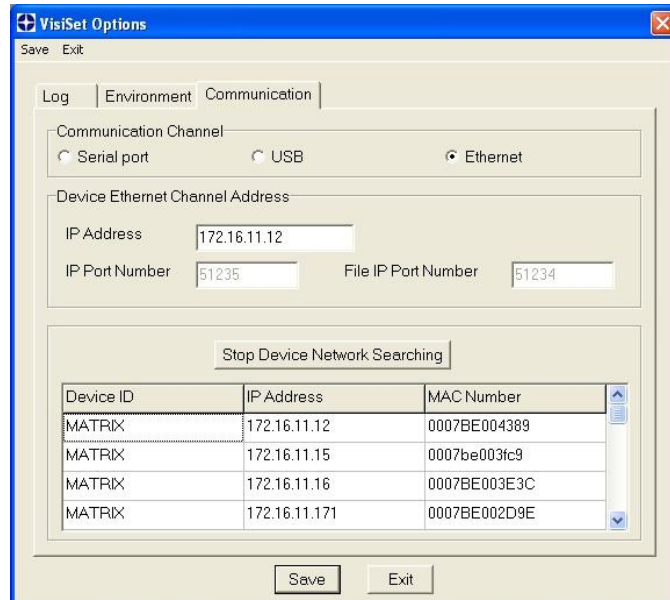 VisiSet Options
Save Exit
Log Environment Communication
Communication Channel
Serial port USB Ethernet
Device Ethernet Channel Address
IP Address 172.16.11.12
IP Port Number 51235 File IP Port Number 51234
Stop Device Network Searching
Device ID IP Address MAC Number
MATRIX 172.16.11.12 0007BE004389
MATRIX 172.16.11.15 0007be003fc9
MATRIX 172.16.11.16 0007BE003E3C
MATRIX 172.16.11.171 0007BE002D9E
Save Exit